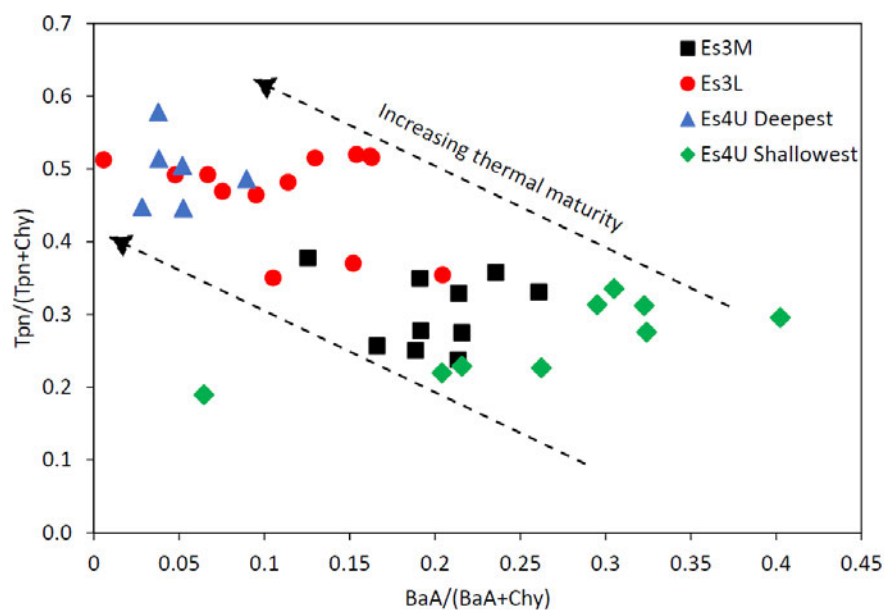 0.7
0.6
0.5
0.4
0.3
0.2
0.1
0.0
Tpn/(Tpn+Chy)
Es3M
Es3L
Es4U Deepest
Es4U Shallowest
Increasing thermal maturity
0 0.05 0.1 0.15 0.2 0.25 0.3 0.35 0.4 0.45
BaA/(BaA+Chy)